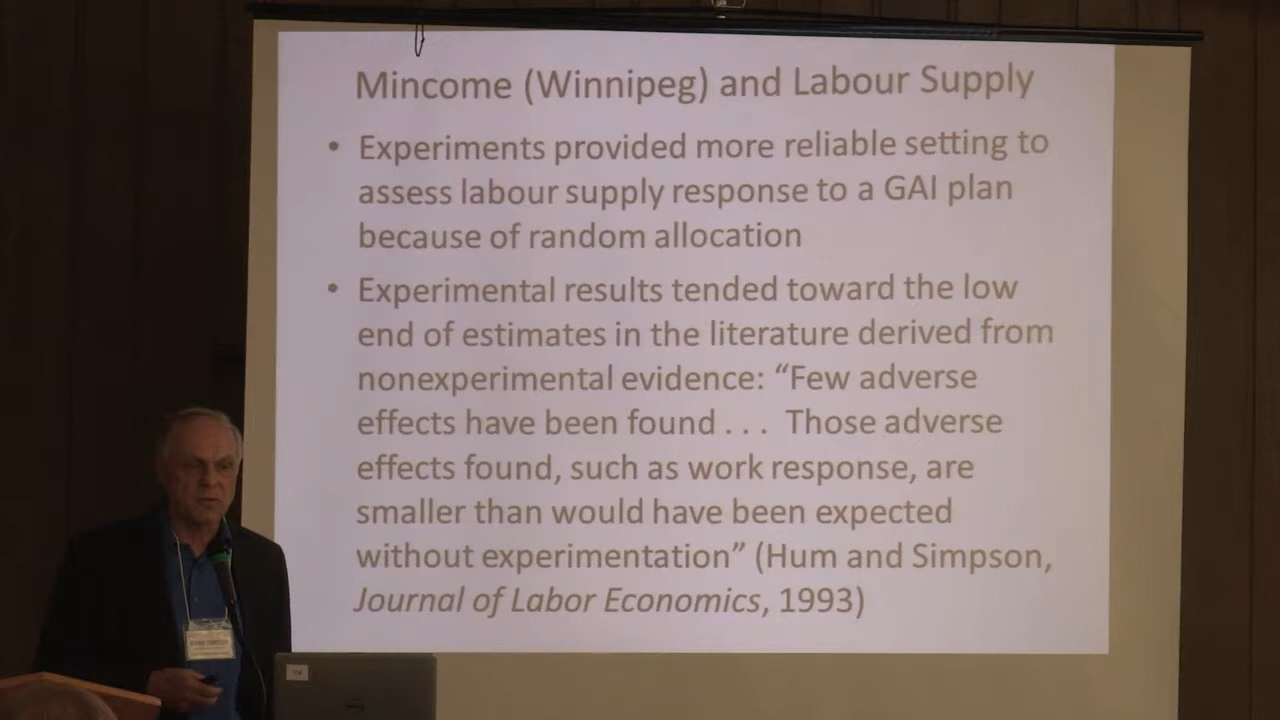 Mincome (Winnipeg) and Labour Supply
• Experiments provided more reliable setting to
assess labour supply response to a GAI plan
because of random allocation
• Experimental results tended toward the low
end of estimates in the literature derived from
nonexperimental evidence: “Few adverse
effects have been found . . . Those adverse
effects found, such as work response, are
smaller than would have been expected
without experimentation” (Hum and Simpson,
Journal of Labor Economics, 1993)
DELL